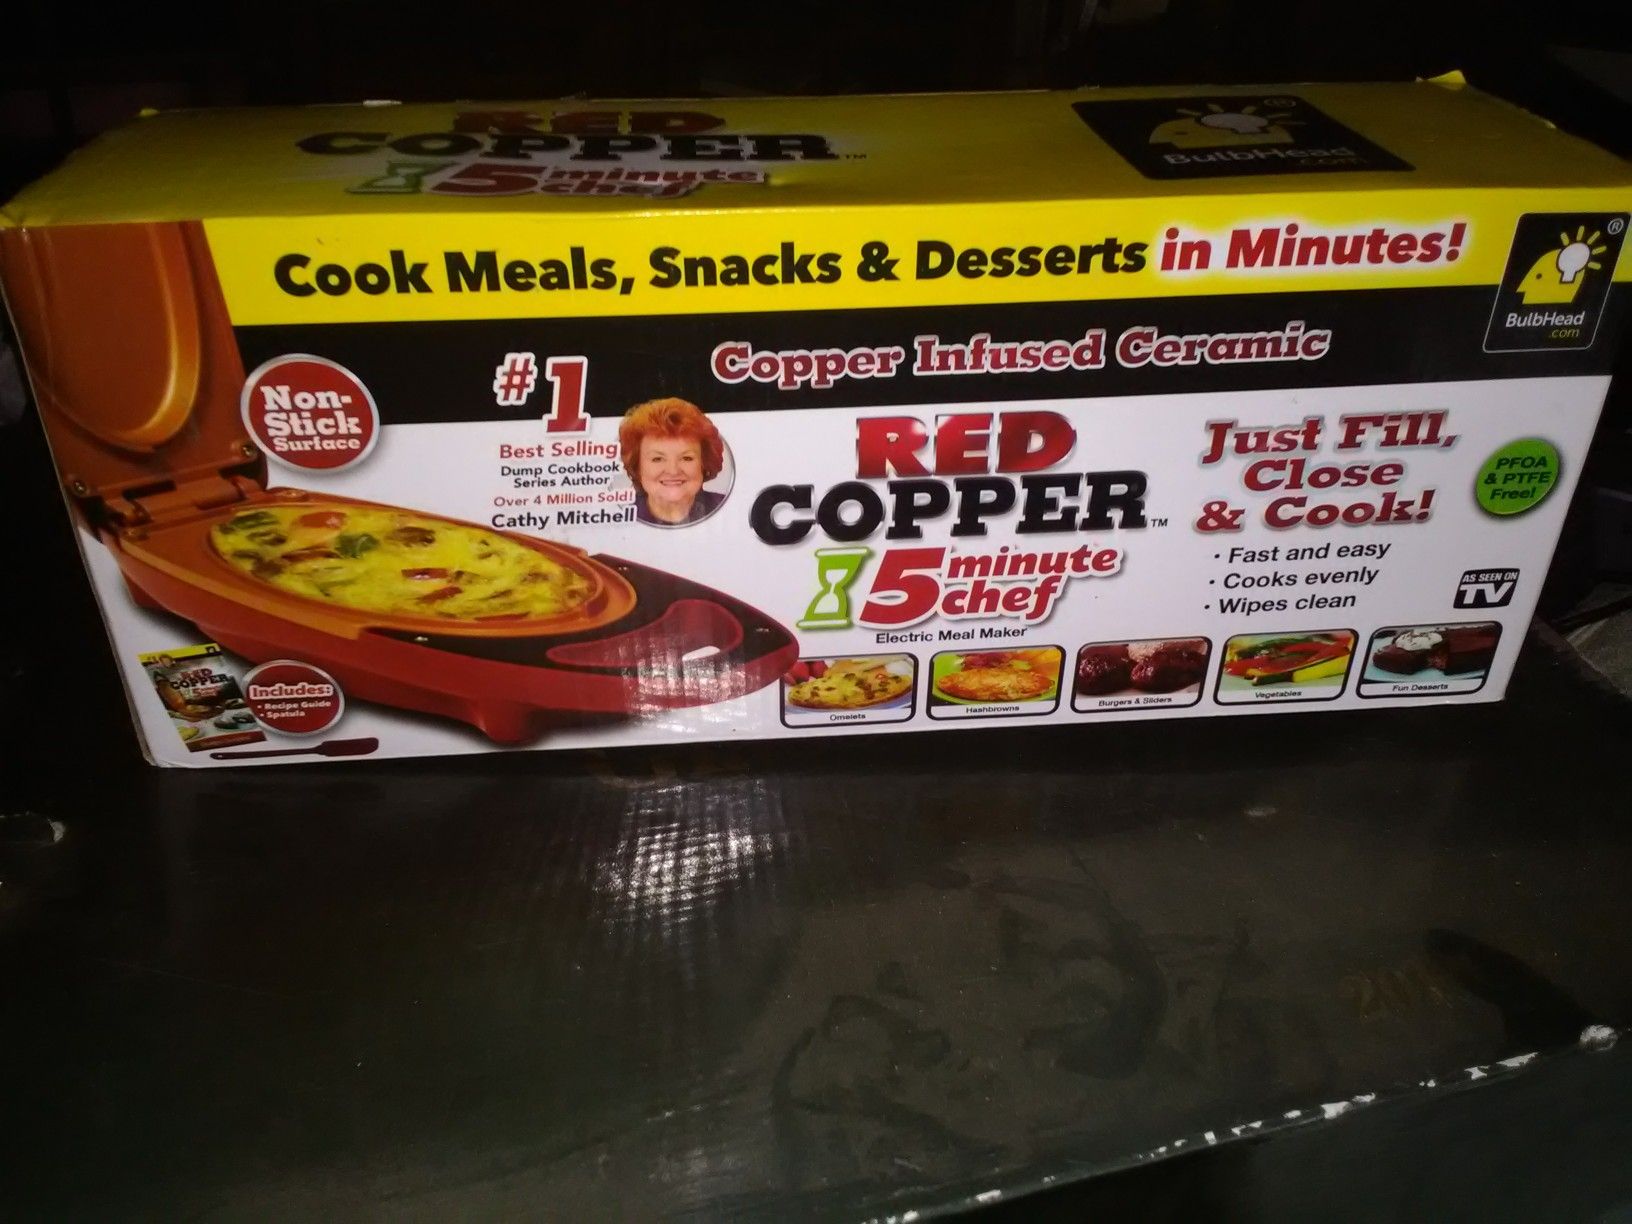 RED
COPPER™
5 minute
chef
BulbHead
.com
®
Cook Meals, Snacks & Desserts in Minutes!
®
BulbHead
.com
Copper Infused Ceramic
Non-
Stick
Surface
#1
Best Selling
Dump Cookbook
Series Author
Over 4 Million Sold!
Cathy Mitchell
RED
COPPER™
5 minute
chef
Electric Meal Maker
Just Fill,
Close
& Cook!
• Fast and easy
• Cooks evenly
• Wipes clean
PFOA
& PTFE
Free!
AS SEEN ON
TV
RED
COPPER
Includes:
• Recipe Guide
• Spatula
Omelets
Hashbrowns
Burgers & Sliders
Vegetables
Fun Desserts